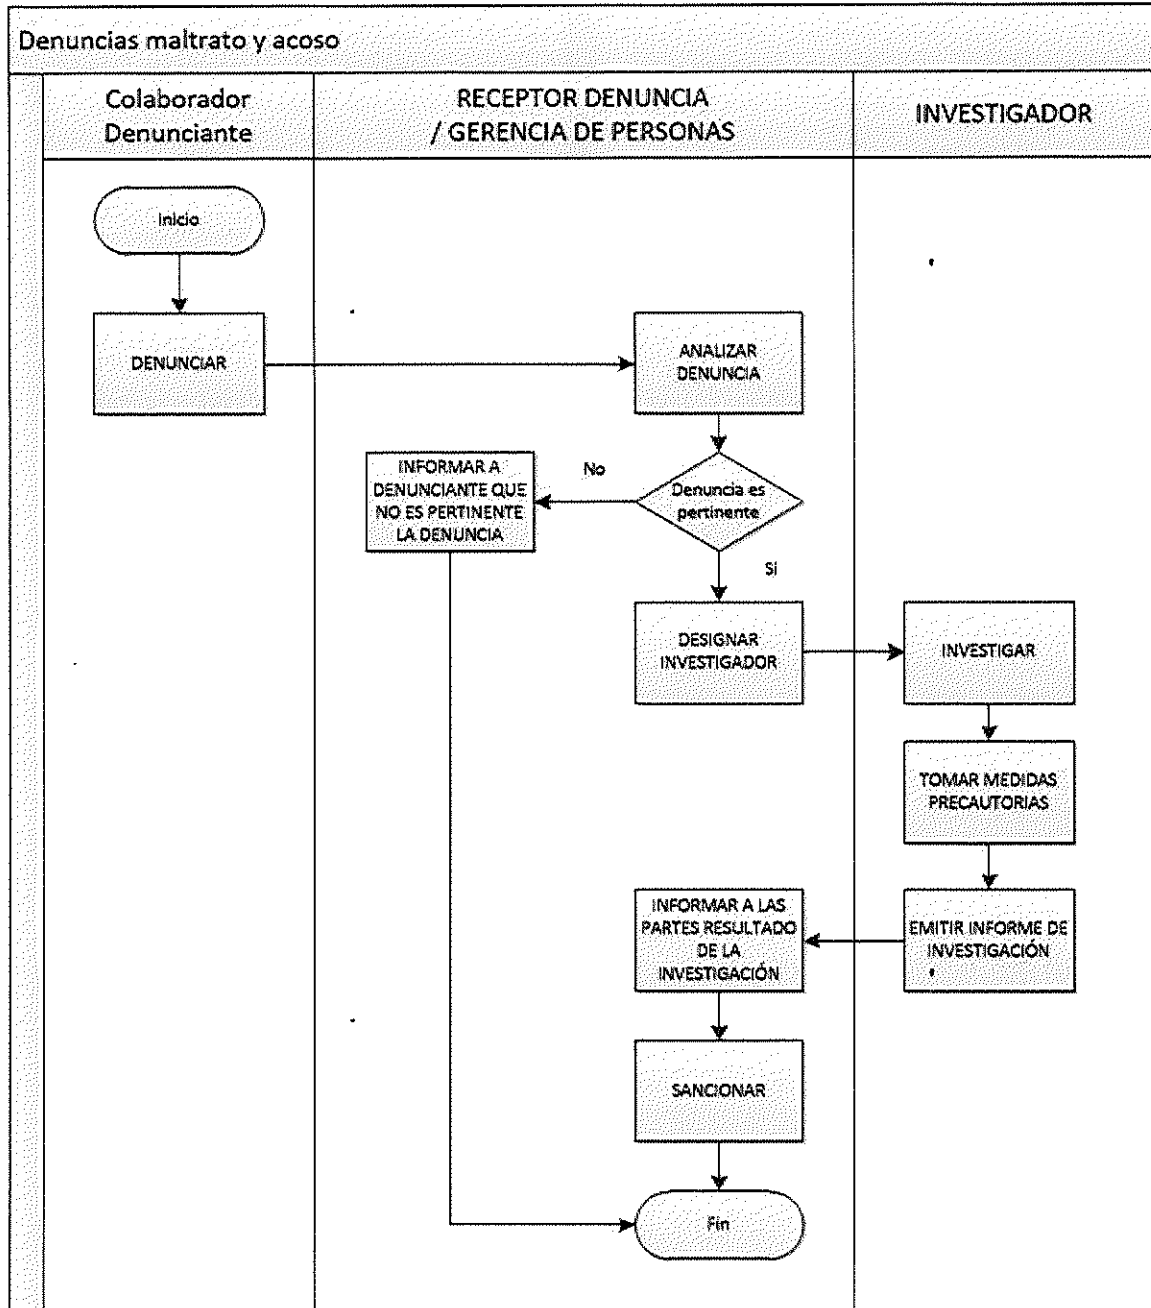 Denuncias maltrato y acoso
Colaborador
Denunciante
RECEPTOR DENUNCIA
/ GERENCIA DE PERSONAS
INVESTIGADOR
Inicio
DENUNCIAR
ANALIZAR
DENUNCIA
Denuncia es
pertinente
No
INFORMAR A
DENUNCIANTE QUE
NO ES PERTINENTE
LA DENUNCIA
Si
DESIGNAR
INVESTIGADOR
INVESTIGAR
TOMAR MEDIDAS
PRECAUTORIAS
EMITIR INFORME DE
INVESTIGACIÓN
INFORMAR A LAS
PARTES RESULTADO
DE LA
INVESTIGACIÓN
SANCIONAR
Fin